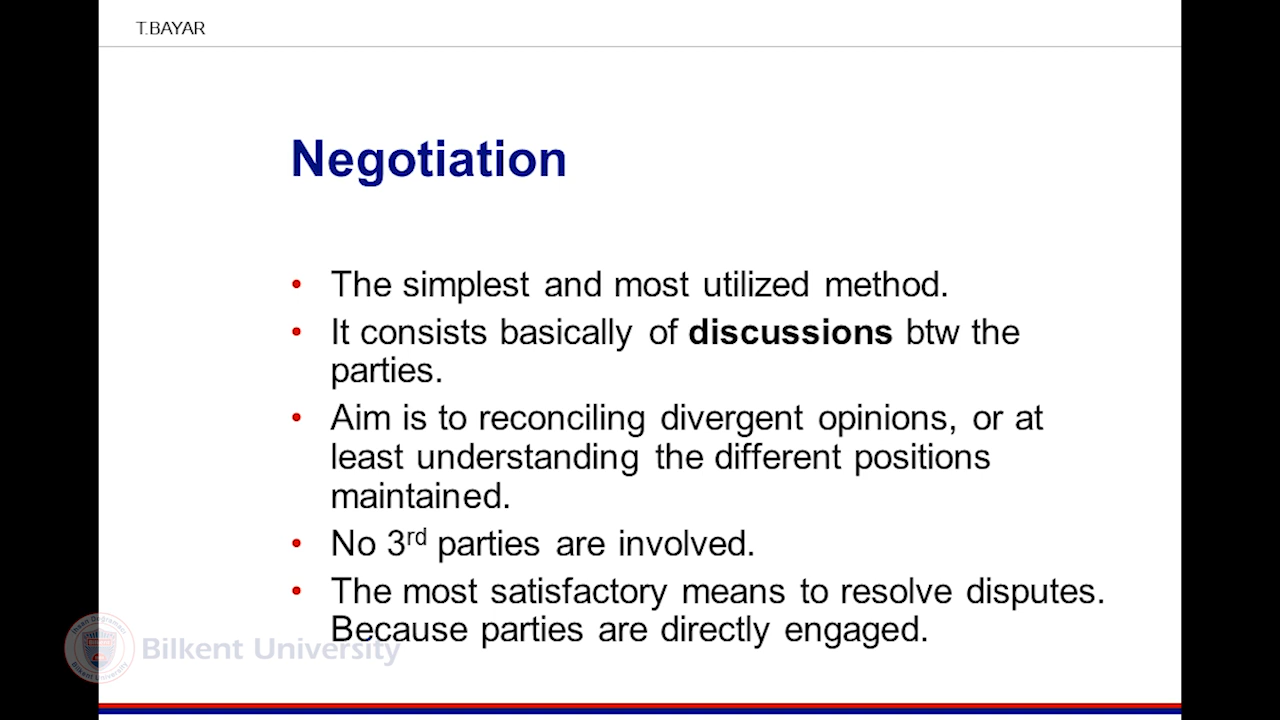 T.BAYAR
Negotiation
• The simplest and most utilized method.
• It consists basically of discussions btw the
parties.
• Aim is to reconciling divergent opinions, or at
least understanding the different positions
maintained.
• No 3rd parties are involved.
• The most satisfactory means to resolve disputes.
Because parties are directly engaged.
Bilkent University